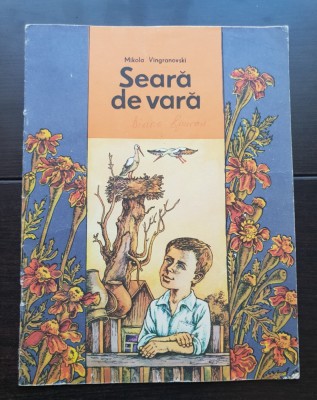 Mikola Vingranovski
Seară
de vară